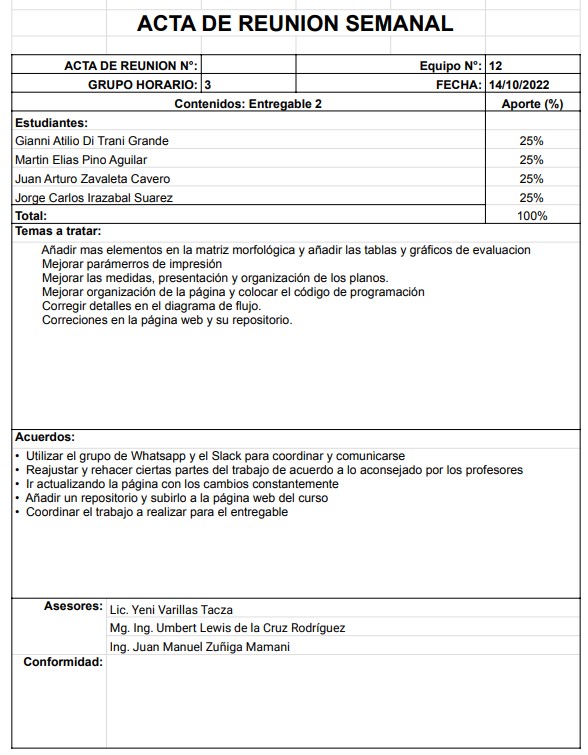 ACTA DE REUNION SEMANAL
ACTA DE REUNION N°: Equipo N°: 12
GRUPO HORARIO: 3 FECHA: 14/10/2022
Contenidos: Entregable 2 Aporte (%)
Estudiantes:
Gianni Atilio Di Trani Grande 25%
Martin Elias Pino Aguilar 25%
Juan Arturo Zavaleta Cavero 25%
Jorge Carlos Irazabal Suarez 25%
Total: 100%
Temas a tratar:
Añadir mas elementos en la matriz morfológica y añadir las tablas y gráficos de evaluacion
Mejorar parámerros de impresión
Mejorar las medidas, presentación y organización de los planos.
Mejorar organización de la página y colocar el código de programación
Corregir detalles en el diagrama de flujo.
Correciones en la página web y su repositorio.
Acuerdos:
• Utilizar el grupo de Whatsapp y el Slack para coordinar y comunicarse
• Reajustar y rehacer ciertas partes del trabajo de acuerdo a lo aconsejado por los profesores
• Ir actualizando la página con los cambios constantemente
• Añadir un repositorio y subirlo a la página web del curso
• Coordinar el trabajo a realizar para el entregable
Asesores: Lic. Yeni Varillas Tacza
Mg. Ing. Umbert Lewis de la Cruz Rodríguez
Ing. Juan Manuel Zuñiga Mamani
Conformidad: